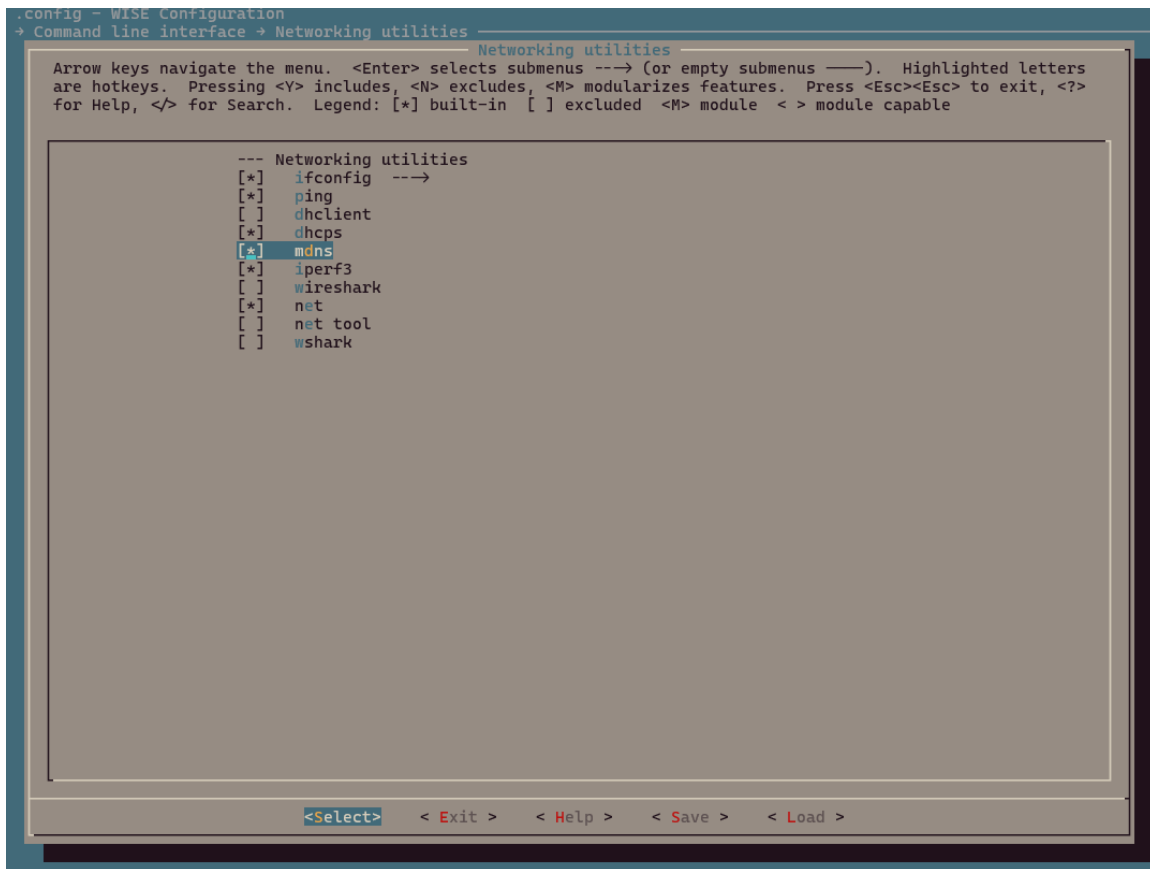 .config - WISE Configuration
→ Command line interface → Networking utilities
Networking utilities
Arrow keys navigate the menu.  <Enter> selects submenus ---> (or empty submenus ----).  Highlighted letters
are hotkeys.  Pressing <Y> includes, <N> excludes, <M> modularizes features.  Press <Esc><Esc> to exit, <?>
for Help, </> for Search.  Legend: [*] built-in  [ ] excluded  <M> module  < > module capable
--- Networking utilities
[*]   ifconfig  --->
[*]   ping
[ ]   dhclient
[*]   dhcps
[*]   mdns
[*]   iperf3
[ ]   wireshark
[*]   net
[ ]   net tool
[ ]   wshark
<Select>    < Exit >    < Help >    < Save >    < Load >